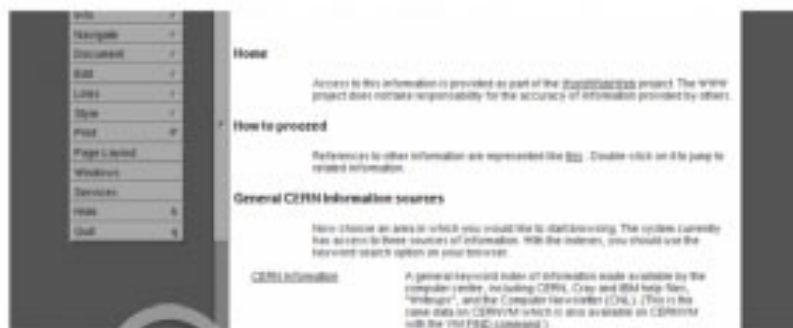 Info
Navigate
Document
Edit
Links
Style
Print P
Page Layout
Windows
Services
Hide h
Quit q
Home
Access to this information is provided as part of the WorldWideWeb project. The WWW
project does not take responsibility for the accuracy of information provided by others.
How to proceed
References to other information are represented like this. Double-click on it to jump to
related information.
General CERN Information sources
Now choose an area in which you would like to start browsing. The system currently
has access to three sources of information. With the indexes, you should use the
keyword search option on your browser.
CERN Information
A general keyword index of information made available by the
computer centre, including CERN, Cray and IBM help files,
"Writeups", and the Computer Newsletter (CNL). (This is the
same data on CERNVM which is also available on CERNVM
with the VM FIND command.).